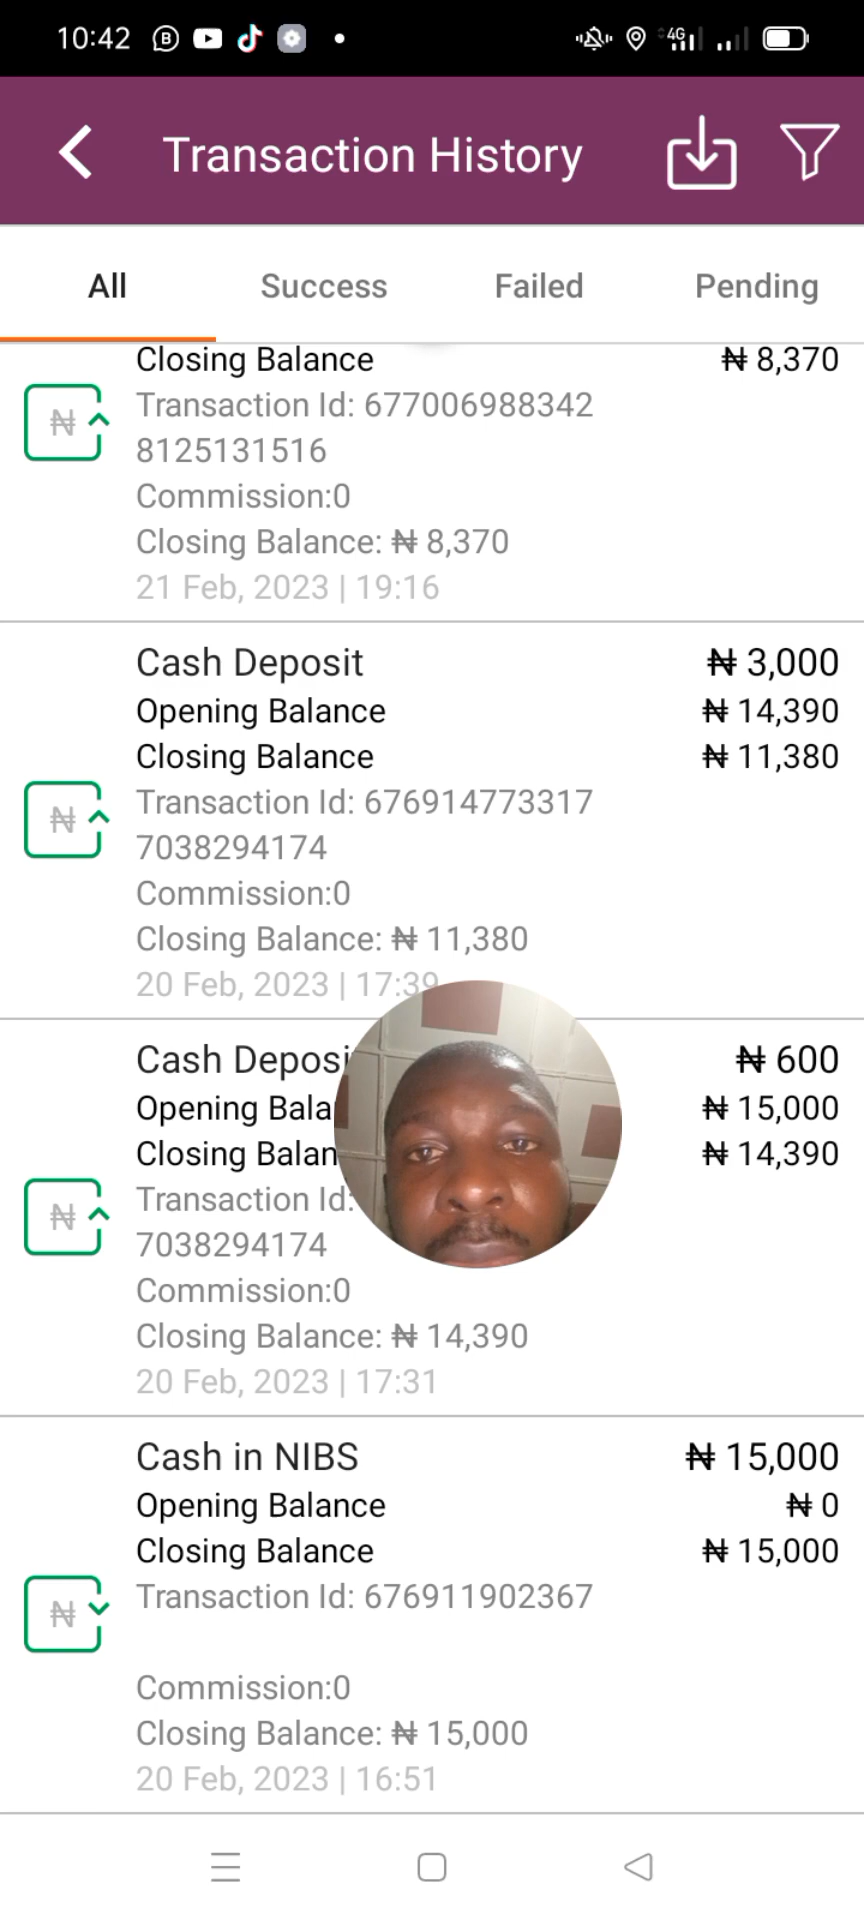 10:42
4G
Transaction History
All Success Failed Pending
Closing Balance ₦ 8,370
Transaction Id: 677006988342
8125131516
Commission:0
Closing Balance: ₦ 8,370
21 Feb, 2023 | 19:16
Cash Deposit ₦ 3,000
Opening Balance ₦ 14,390
Closing Balance ₦ 11,380
Transaction Id: 676914773317
7038294174
Commission:0
Closing Balance: ₦ 11,380
20 Feb, 2023 | 17:39
Cash Deposi ₦ 600
Opening Bala ₦ 15,000
Closing Balan ₦ 14,390
Transaction Id:
7038294174
Commission:0
Closing Balance: ₦ 14,390
20 Feb, 2023 | 17:31
Cash in NIBS ₦ 15,000
Opening Balance ₦ 0
Closing Balance ₦ 15,000
Transaction Id: 676911902367
Commission:0
Closing Balance: ₦ 15,000
20 Feb, 2023 | 16:51